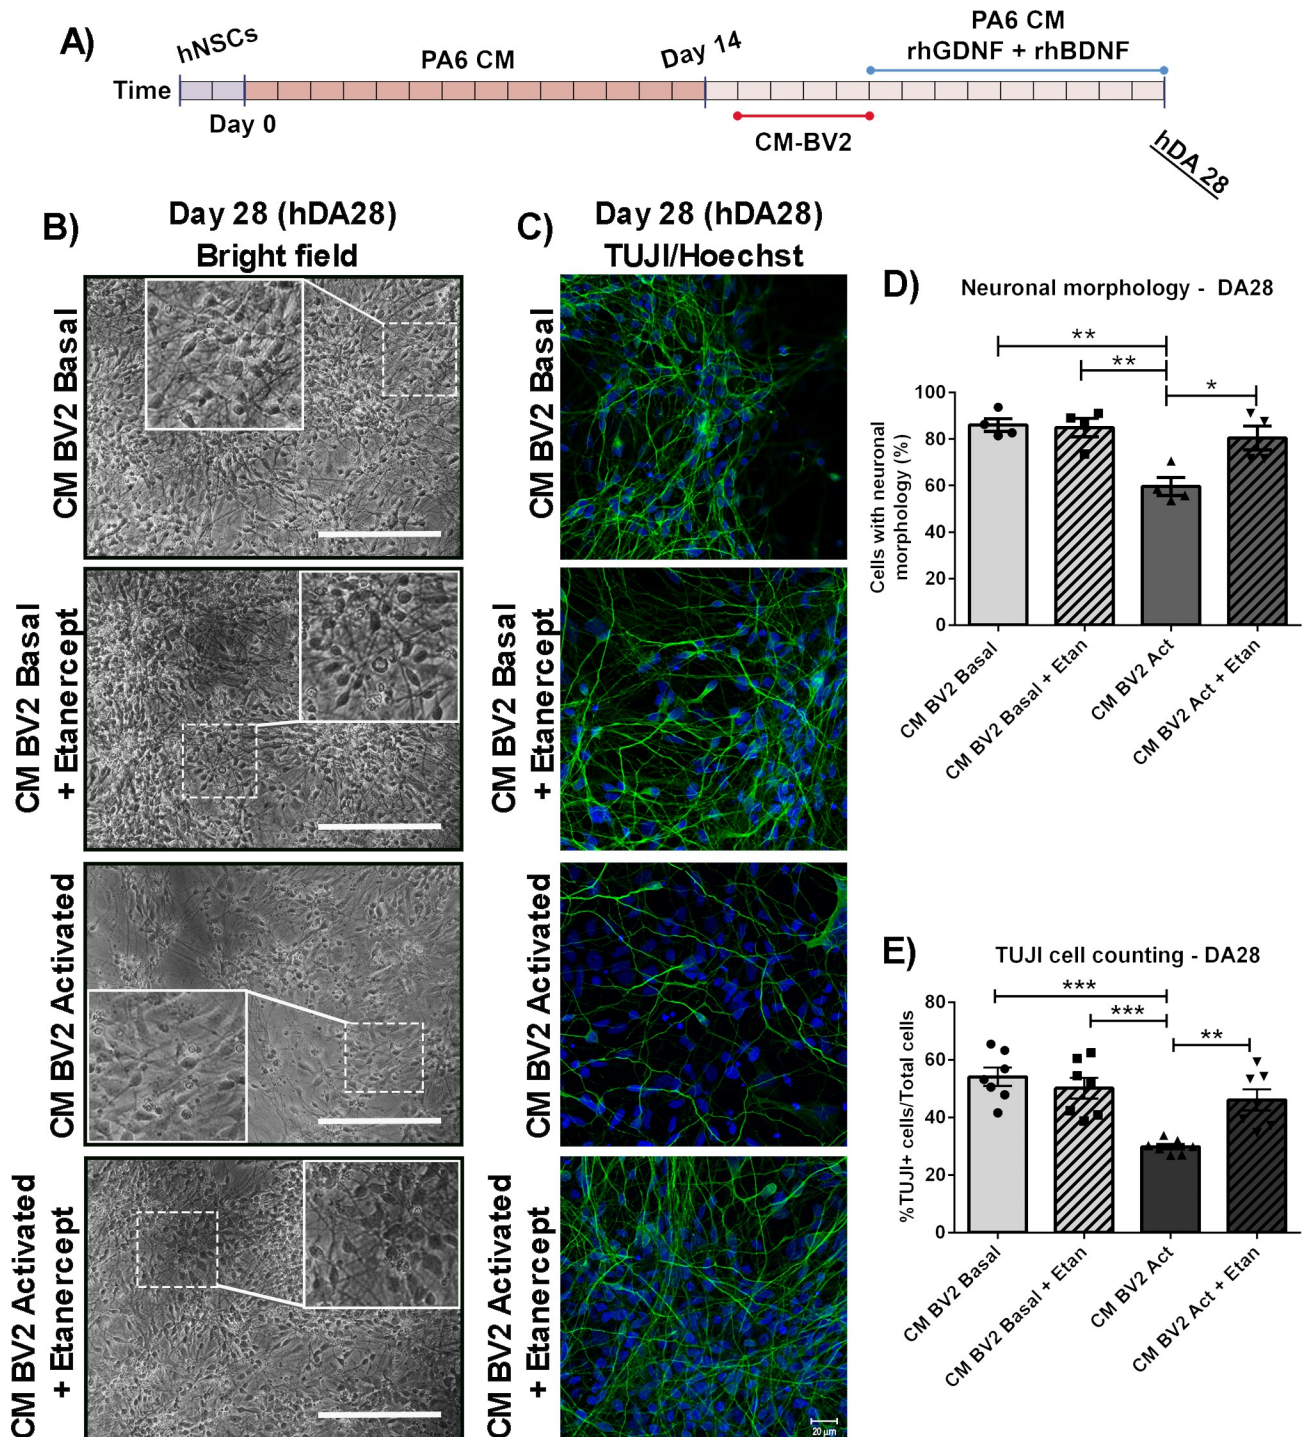 A)
hNSCs
PA6 CM
Day 14
PA6 CM
rhGDNF + rhBDNF
Time
Day 0
CM-BV2
hDA 28
B)
Day 28 (hDA28)
Bright field
CM BV2 Basal
CM BV2 Basal
+ Etanercept
CM BV2 Activated
CM BV2 Activated
+ Etanercept
C)
Day 28 (hDA28)
TUJI/Hoechst
CM BV2 Basal
CM BV2 Basal
+ Etanercept
CM BV2 Activated
CM BV2 Activated
+ Etanercept
20 µm
D)
Neuronal morphology - DA28
**
**
*
Cells with neuronal
morphology (%)
100
80
60
40
20
0
CM BV2 Basal
CM BV2 Basal + Etan
CM BV2 Act
CM BV2 Act + Etan
E)
TUJI cell counting - DA28
***
***
**
%TUJI+ cells/Total cells
80
60
40
20
0
CM BV2 Basal
CM BV2 Basal + Etan
CM BV2 Act
CM BV2 Act + Etan